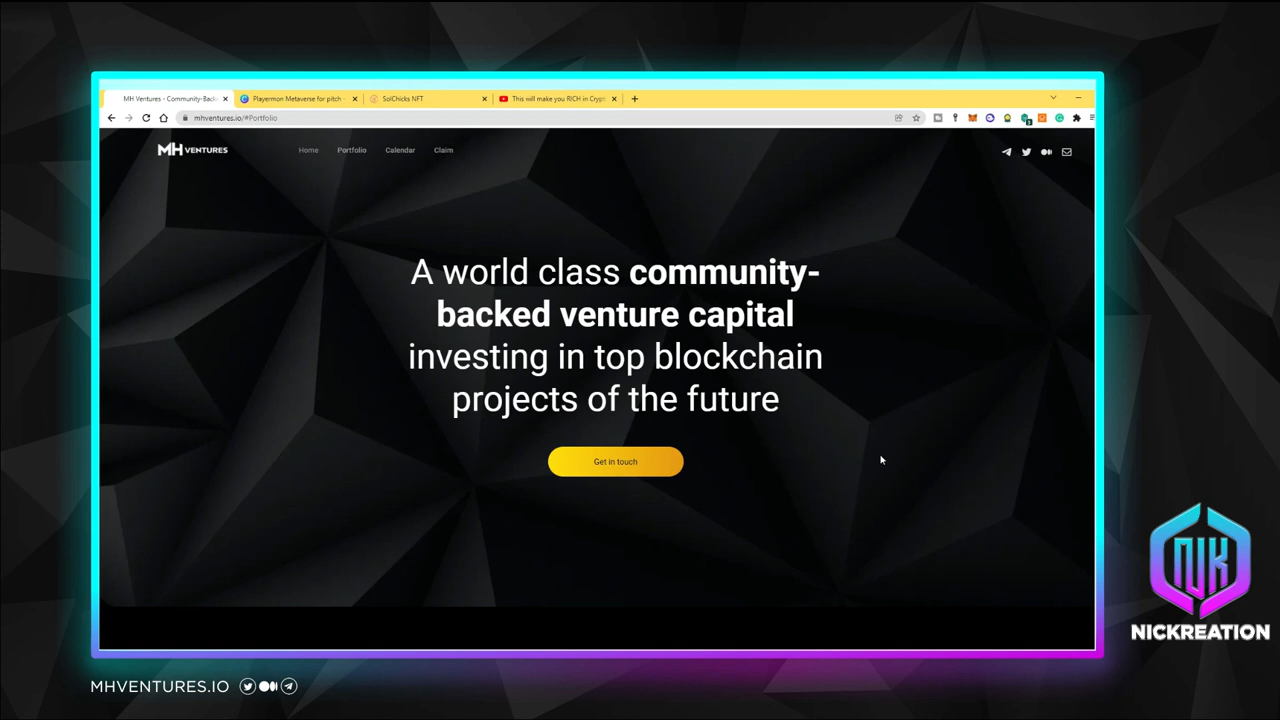 MH Ventures - Community-Back
Playermon Metaverse for pitch -
SolChicks NFT
This will make you RICH in Crypt
mhventures.io/#Portfolio
MH VENTURES
Home
Portfolio
Calendar
Claim
A world class community-
backed venture capital
investing in top blockchain
projects of the future
Get in touch
NK
NICKREATION
MHVENTURES.IO